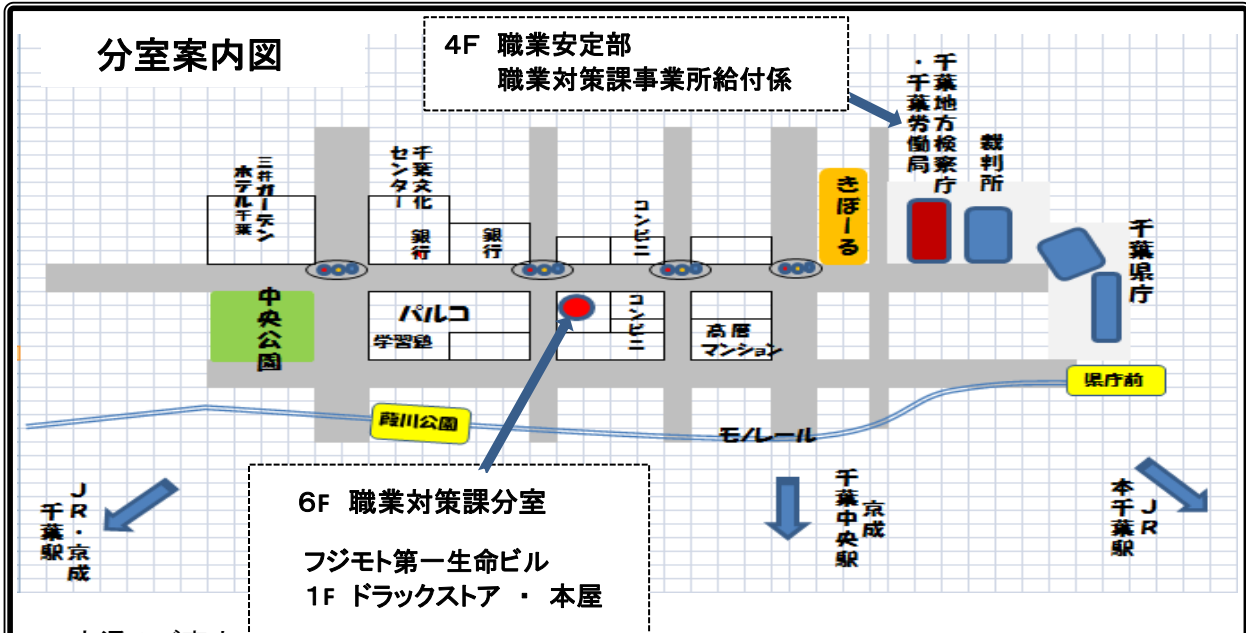 分室案内図
4F 職業安定部
職業対策課事業所給付係
千葉地方検察庁
・千葉労働局
裁判所
三井ガーデン
ホテル千葉
千葉文化
センター
銀行
銀行
コンビニ
きぼーる
千葉県庁
中央公園
パルコ
学習塾
コンビニ
高層
マンション
県庁前
葭川公園
モノレール
JR・京成
千葉駅
6F 職業対策課分室
フジモト第一生命ビル
1F ドラックストア ・ 本屋
京成
千葉中央駅
JR
本千葉駅